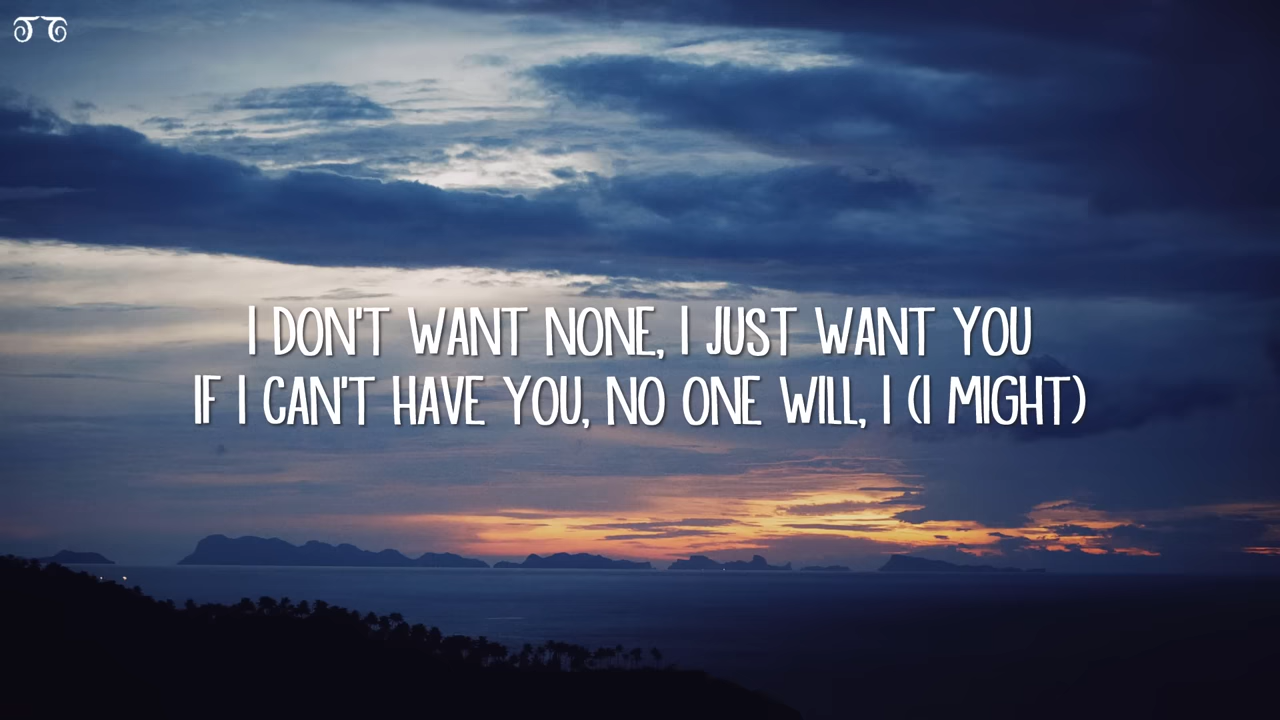 I DON'T WANT NONE, I JUST WANT YOU
IF I CAN'T HAVE YOU, NO ONE WILL, I (I MIGHT)